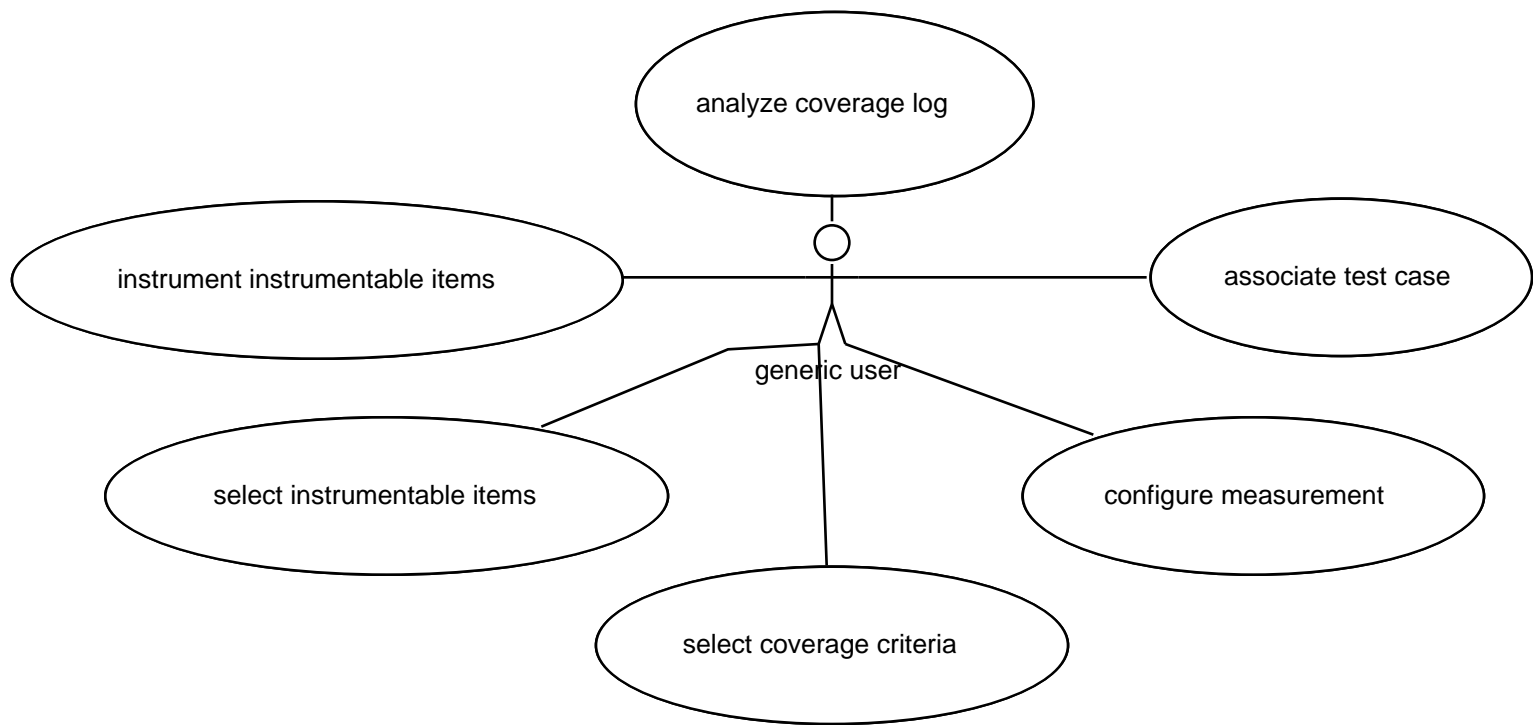 analyze coverage log
instrument instrumentable items
associate test case
generic user
select instrumentable items
configure measurement
select coverage criteria